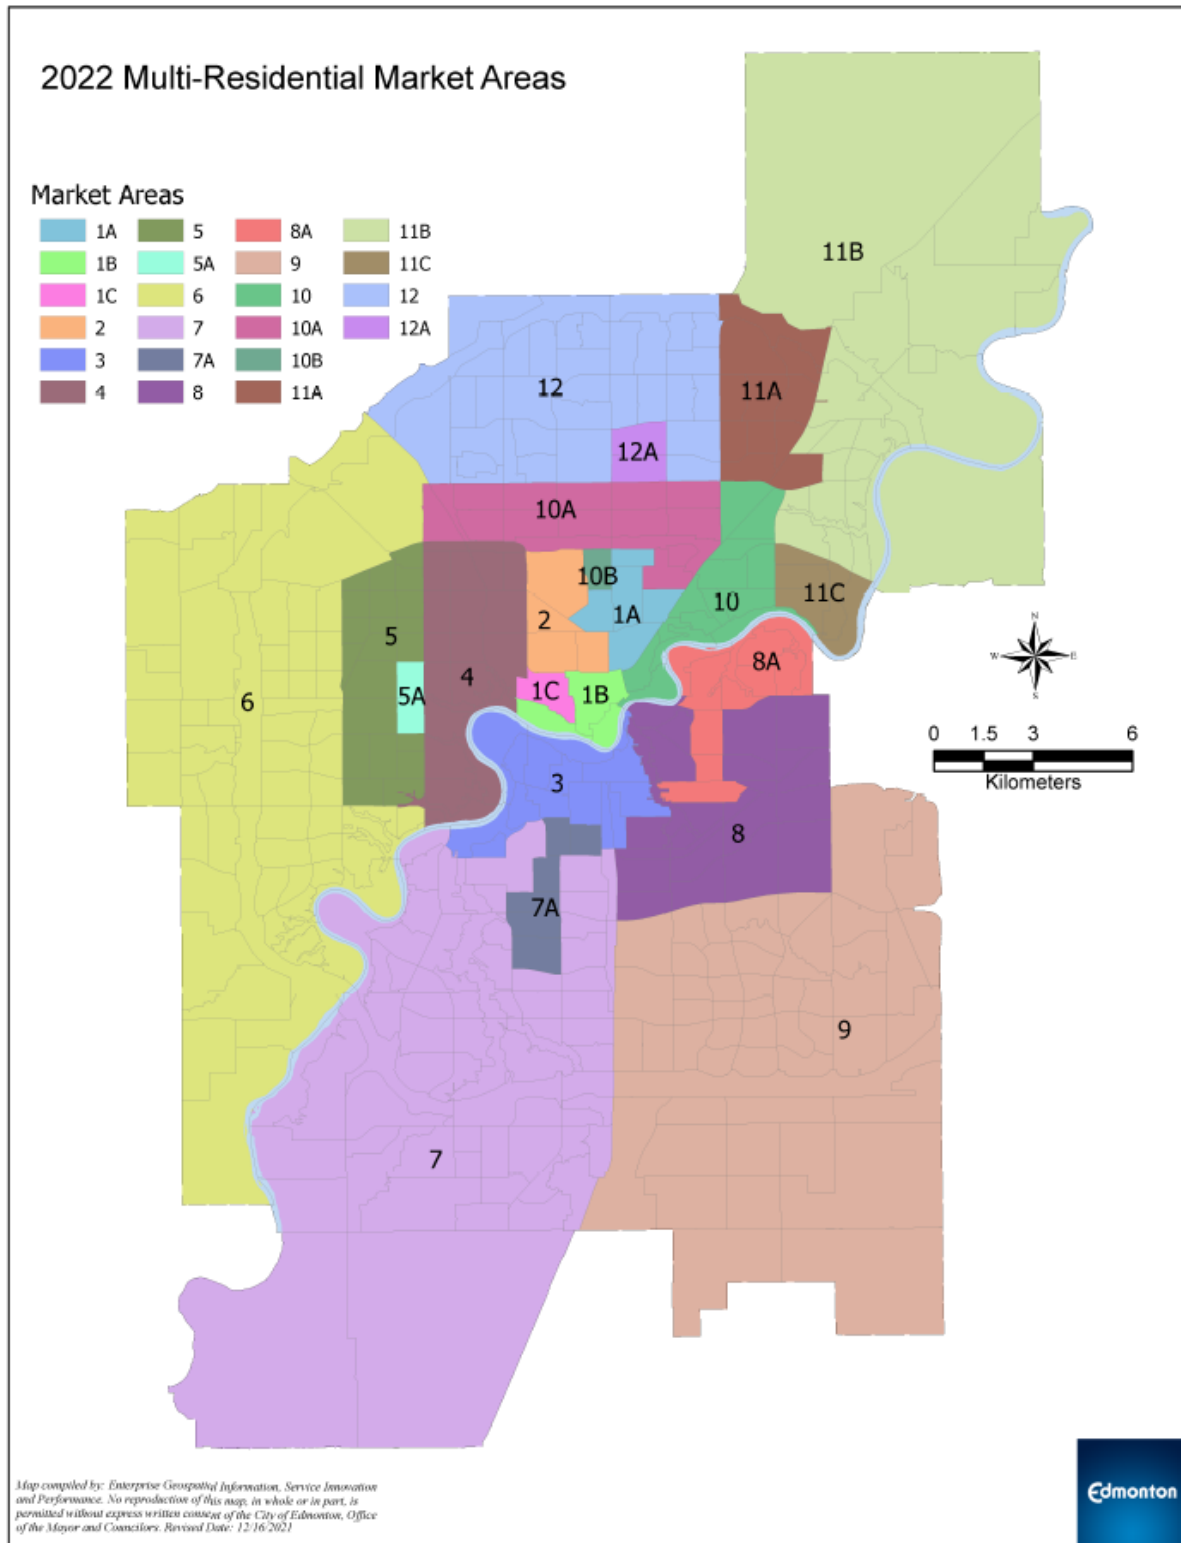 2022 Multi-Residential Market Areas
Market Areas
1A
5
8A
11B
1B
5A
9
11C
1C
6
10
12
2
7
10A
12A
3
7A
10B
4
8
11A
11B
12
11A
12A
10A
10B
11C
10
1A
2
5
8A
4
5A
1C
1B
6
3
8
7A
9
7
N
W E
S
0 1.5 3 6
Kilometers
Map compiled by: Enterprise Geospatial Information, Service Innovation
and Performance. No reproduction of this map, in whole or in part, is
permitted without express written consent of the City of Edmonton, Office
of the Mayor and Councilors. Revised Date: 12/16/2021
Edmonton